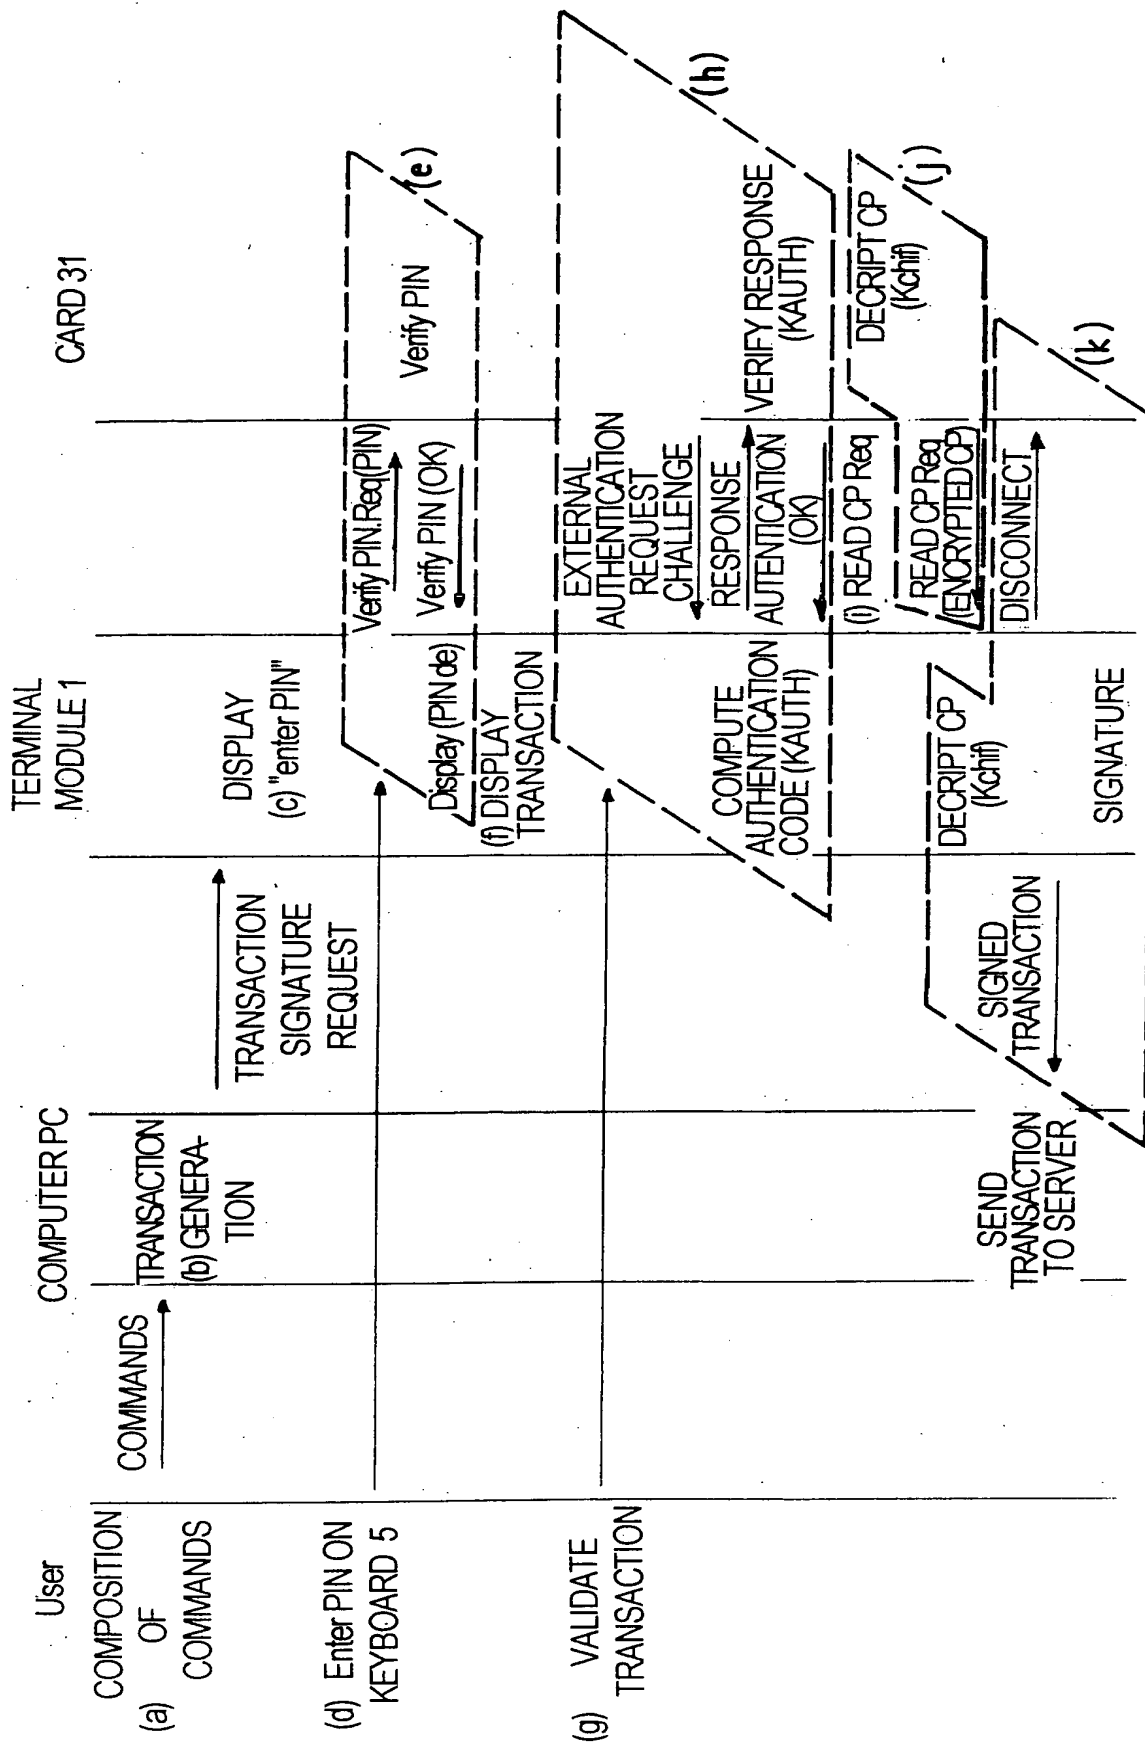 User
COMPUTER PC
TERMINAL
MODULE 1
CARD 31
COMPOSITION
(a) OF
COMMANDS
COMMANDS
TRANSACTION
(b) GENERA-
TION
TRANSACTION
SIGNATURE
REQUEST
DISPLAY
(c) "enter PIN"
(d) Enter PIN ON
KEYBOARD 5
Verify PIN.Req(PIN)
Verify PIN
Verify PIN (OK)
(e)
Display (PIN de)
(f) DISPLAY
TRANSACTION
(g) VALIDATE
TRANSACTION
EXTERNAL
AUTHENTICATION
REQUEST
CHALLENGE
(h)
COMPUTE
AUTHENTICATION
CODE (KAUTH)
RESPONSE
VERIFY RESPONSE
(KAUTH)
AUTENTICATION
(OK)
(i) READ CP Req
DECRIPT CP
(Kchif)
(j)
READ CP Req
(ENCRYPTED CP)
DECRIPT CP
(Kchif)
DISCONNECT
(k)
SIGNATURE
SIGNED
TRANSACTION
SEND
TRANSACTION
TO SERVER